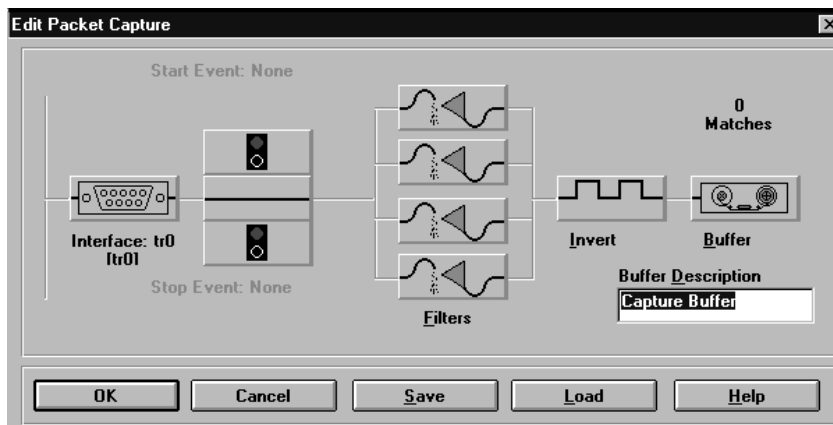 Edit Packet Capture
Start Event: None
0
Matches
Interface: tr0
[tr0]
Invert
Buffer
Stop Event: None
Buffer Description
Capture Buffer
Filters
OK
Cancel
Save
Load
Help